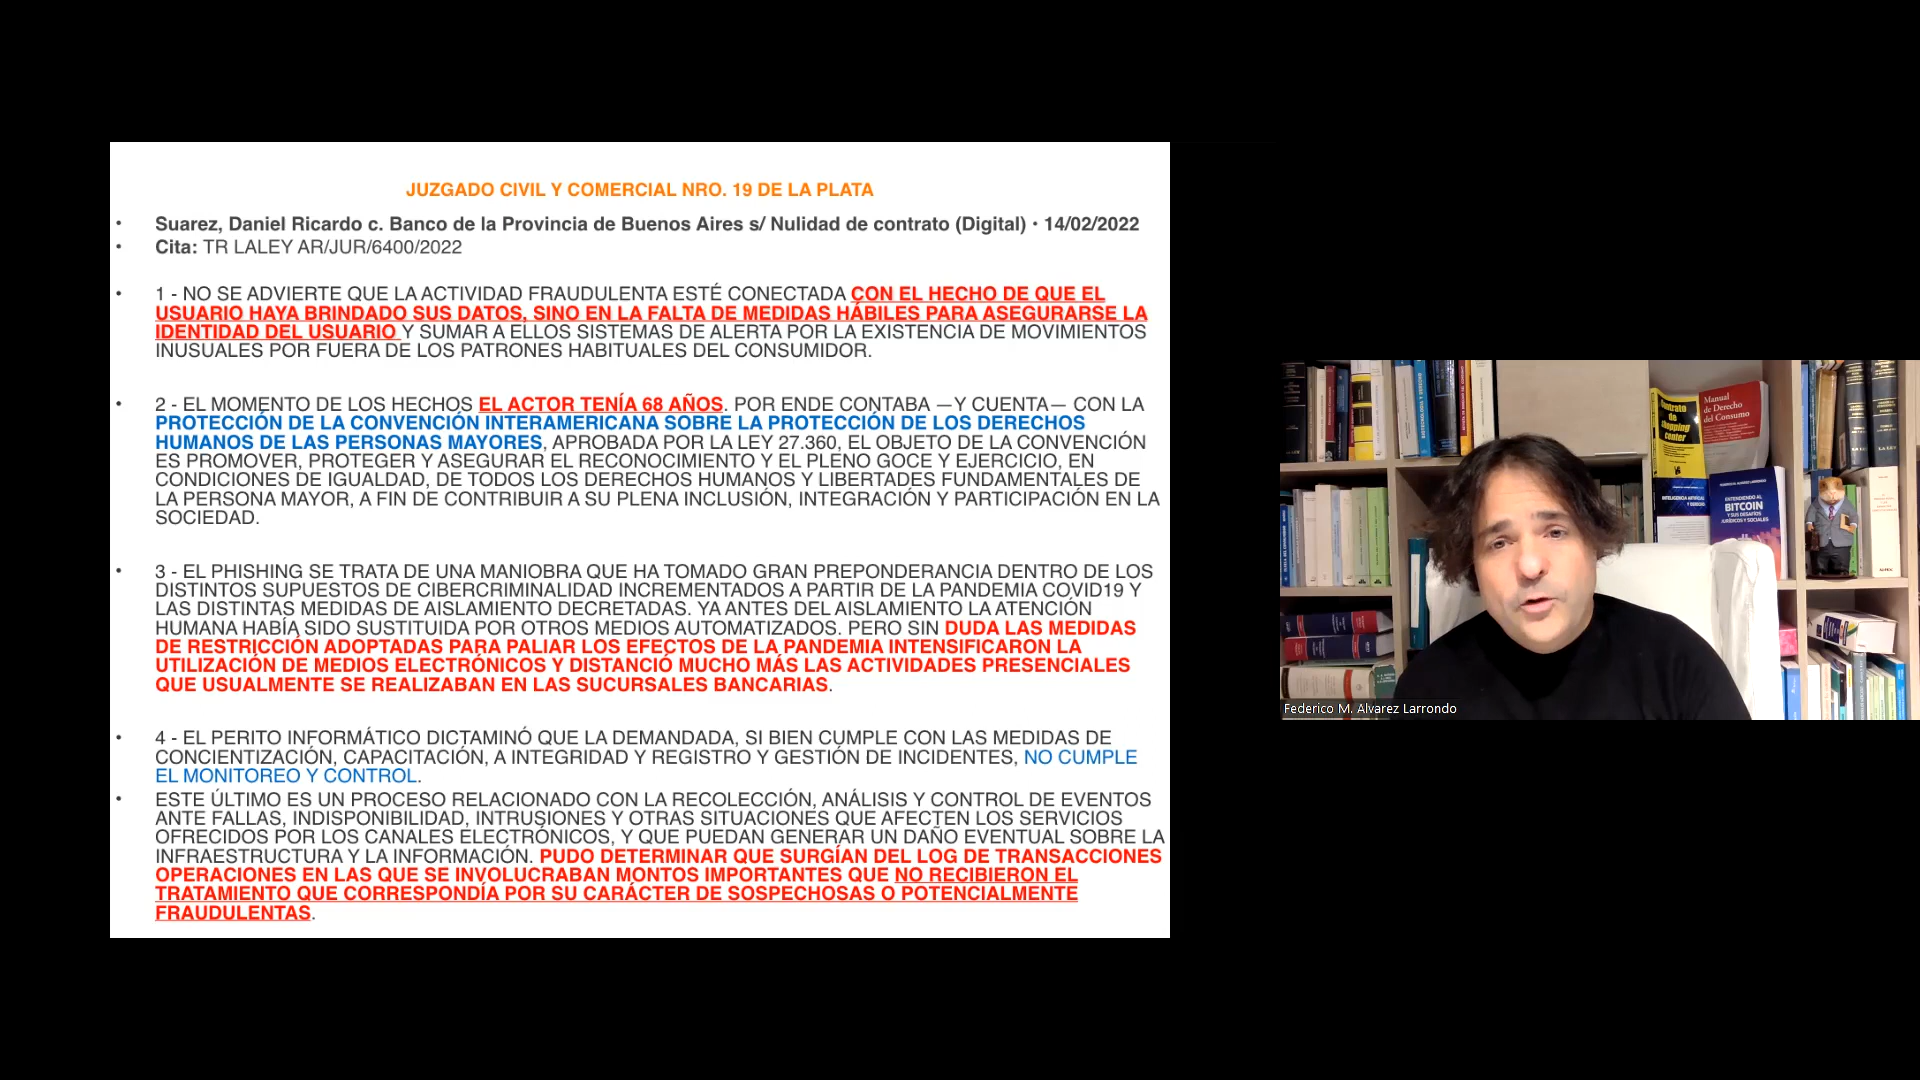 JUZGADO CIVIL Y COMERCIAL NRO. 19 DE LA PLATA
• Suarez, Daniel Ricardo c. Banco de la Provincia de Buenos Aires s/ Nulidad de contrato (Digital) • 14/02/2022
• Cita: TR LALEY AR/JUR/6400/2022
• 1 - NO SE ADVIERTE QUE LA ACTIVIDAD FRAUDULENTA ESTÉ CONECTADA CON EL HECHO DE QUE EL
USUARIO HAYA BRINDADO SUS DATOS, SINO EN LA FALTA DE MEDIDAS HÁBILES PARA ASEGURARSE LA
IDENTIDAD DEL USUARIO Y SUMAR A ELLOS SISTEMAS DE ALERTA POR LA EXISTENCIA DE MOVIMIENTOS
INUSUALES POR FUERA DE LOS PATRONES HABITUALES DEL CONSUMIDOR.
• 2 - EL MOMENTO DE LOS HECHOS EL ACTOR TENÍA 68 AÑOS. POR ENDE CONTABA —Y CUENTA— CON LA
PROTECCIÓN DE LA CONVENCIÓN INTERAMERICANA SOBRE LA PROTECCIÓN DE LOS DERECHOS
HUMANOS DE LAS PERSONAS MAYORES, APROBADA POR LA LEY 27.360, EL OBJETO DE LA CONVENCIÓN
ES PROMOVER, PROTEGER Y ASEGURAR EL RECONOCIMIENTO Y EL PLENO GOCE Y EJERCICIO, EN
CONDICIONES DE IGUALDAD, DE TODOS LOS DERECHOS HUMANOS Y LIBERTADES FUNDAMENTALES DE
LA PERSONA MAYOR, A FIN DE CONTRIBUIR A SU PLENA INCLUSIÓN, INTEGRACIÓN Y PARTICIPACIÓN EN LA
SOCIEDAD.
• 3 - EL PHISHING SE TRATA DE UNA MANIOBRA QUE HA TOMADO GRAN PREPONDERANCIA DENTRO DE LOS
DISTINTOS SUPUESTOS DE CIBERCRIMINALIDAD INCREMENTADOS A PARTIR DE LA PANDEMIA COVID19 Y
LAS DISTINTAS MEDIDAS DE AISLAMIENTO DECRETADAS. YA ANTES DEL AISLAMIENTO LA ATENCIÓN
HUMANA HABÍA SIDO SUSTITUIDA POR OTROS MEDIOS AUTOMATIZADOS. PERO SIN DUDA LAS MEDIDAS
DE RESTRICCIÓN ADOPTADAS PARA PALIAR LOS EFECTOS DE LA PANDEMIA INTENSIFICARON LA
UTILIZACIÓN DE MEDIOS ELECTRÓNICOS Y DISTANCIÓ MUCHO MÁS LAS ACTIVIDADES PRESENCIALES
QUE USUALMENTE SE REALIZABAN EN LAS SUCURSALES BANCARIAS.
• 4 - EL PERITO INFORMÁTICO DICTAMINÓ QUE LA DEMANDADA, SI BIEN CUMPLE CON LAS MEDIDAS DE
CONCIENTIZACIÓN, CAPACITACIÓN, A INTEGRIDAD Y REGISTRO Y GESTIÓN DE INCIDENTES, NO CUMPLE
EL MONITOREO Y CONTROL.
• ESTE ÚLTIMO ES UN PROCESO RELACIONADO CON LA RECOLECCIÓN, ANÁLISIS Y CONTROL DE EVENTOS
ANTE FALLAS, INDISPONIBILIDAD, INTRUSIONES Y OTRAS SITUACIONES QUE AFECTEN LOS SERVICIOS
OFRECIDOS POR LOS CANALES ELECTRÓNICOS, Y QUE PUEDAN GENERAR UN DAÑO EVENTUAL SOBRE LA
INFRAESTRUCTURA Y LA INFORMACIÓN. PUDO DETERMINAR QUE SURGÍAN DEL LOG DE TRANSACCIONES
OPERACIONES EN LAS QUE SE INVOLUCRABAN MONTOS IMPORTANTES QUE NO RECIBIERON EL
TRATAMIENTO QUE CORRESPONDÍA POR SU CARÁCTER DE SOSPECHOSAS O POTENCIALMENTE
FRAUDULENTAS.
Contrato de
shopping
center
Manual
de Derecho
del Consumo
INTELIGENCIA ARTIFICIAL
Y DERECHO
FEDERICO M. ALVAREZ LARRONDO
ENTENDIENDO AL
BITCOIN
Y SUS DESAFÍOS
JURÍDICOS Y SOCIALES
Federico M. Alvarez Larrondo